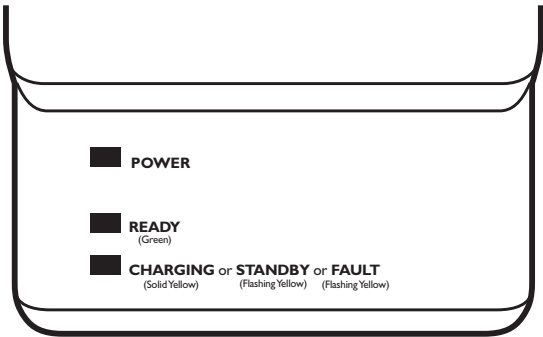 POWER
READY
(Green)
CHARGING or STANDBY or FAULT
(Solid Yellow) (Flashing Yellow) (Flashing Yellow)